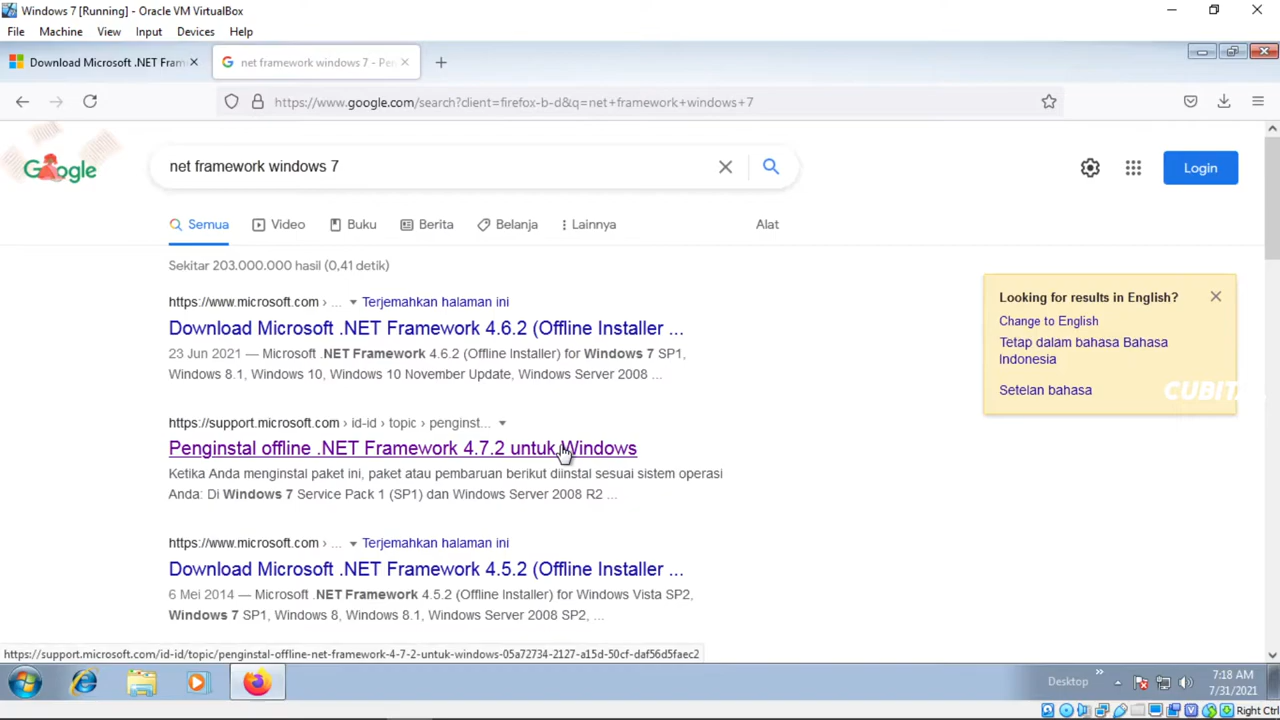 Windows 7 [Running] - Oracle VM VirtualBox
File Machine View Input Devices Help
Download Microsoft .NET Fram
net framework windows 7 - Pen
https://www.google.com/search?client=firefox-b-d&q=net+framework+windows+7
Google
net framework windows 7
Login
Semua Video Buku Berita Belanja Lainnya Alat
Sekitar 203.000.000 hasil (0,41 detik)
https://www.microsoft.com › ... Terjemahkan halaman ini
Download Microsoft .NET Framework 4.6.2 (Offline Installer ...
23 Jun 2021 — Microsoft .NET Framework 4.6.2 (Offline Installer) for Windows 7 SP1,
Windows 8.1, Windows 10, Windows 10 November Update, Windows Server 2008 ...
https://support.microsoft.com › id-id › topic › penginst...
Penginstal offline .NET Framework 4.7.2 untuk Windows
Ketika Anda menginstal paket ini, paket atau pembaruan berikut diinstal sesuai sistem operasi
Anda: Di Windows 7 Service Pack 1 (SP1) dan Windows Server 2008 R2 ...
https://www.microsoft.com › ... Terjemahkan halaman ini
Download Microsoft .NET Framework 4.5.2 (Offline Installer ...
6 Mei 2014 — Microsoft .NET Framework 4.5.2 (Offline Installer) for Windows Vista SP2,
Windows 7 SP1, Windows 8, Windows 8.1, Windows Server 2008 SP2, ...
Looking for results in English?
Change to English
Tetap dalam bahasa Bahasa
Indonesia
Setelan bahasa
https://support.microsoft.com/id-id/topic/penginstal-offline-net-framework-4-7-2-untuk-windows-05a72734-2127-a15d-50cf-daf56d5faec2
Desktop
7:18 AM
7/31/2021
Right Ctrl